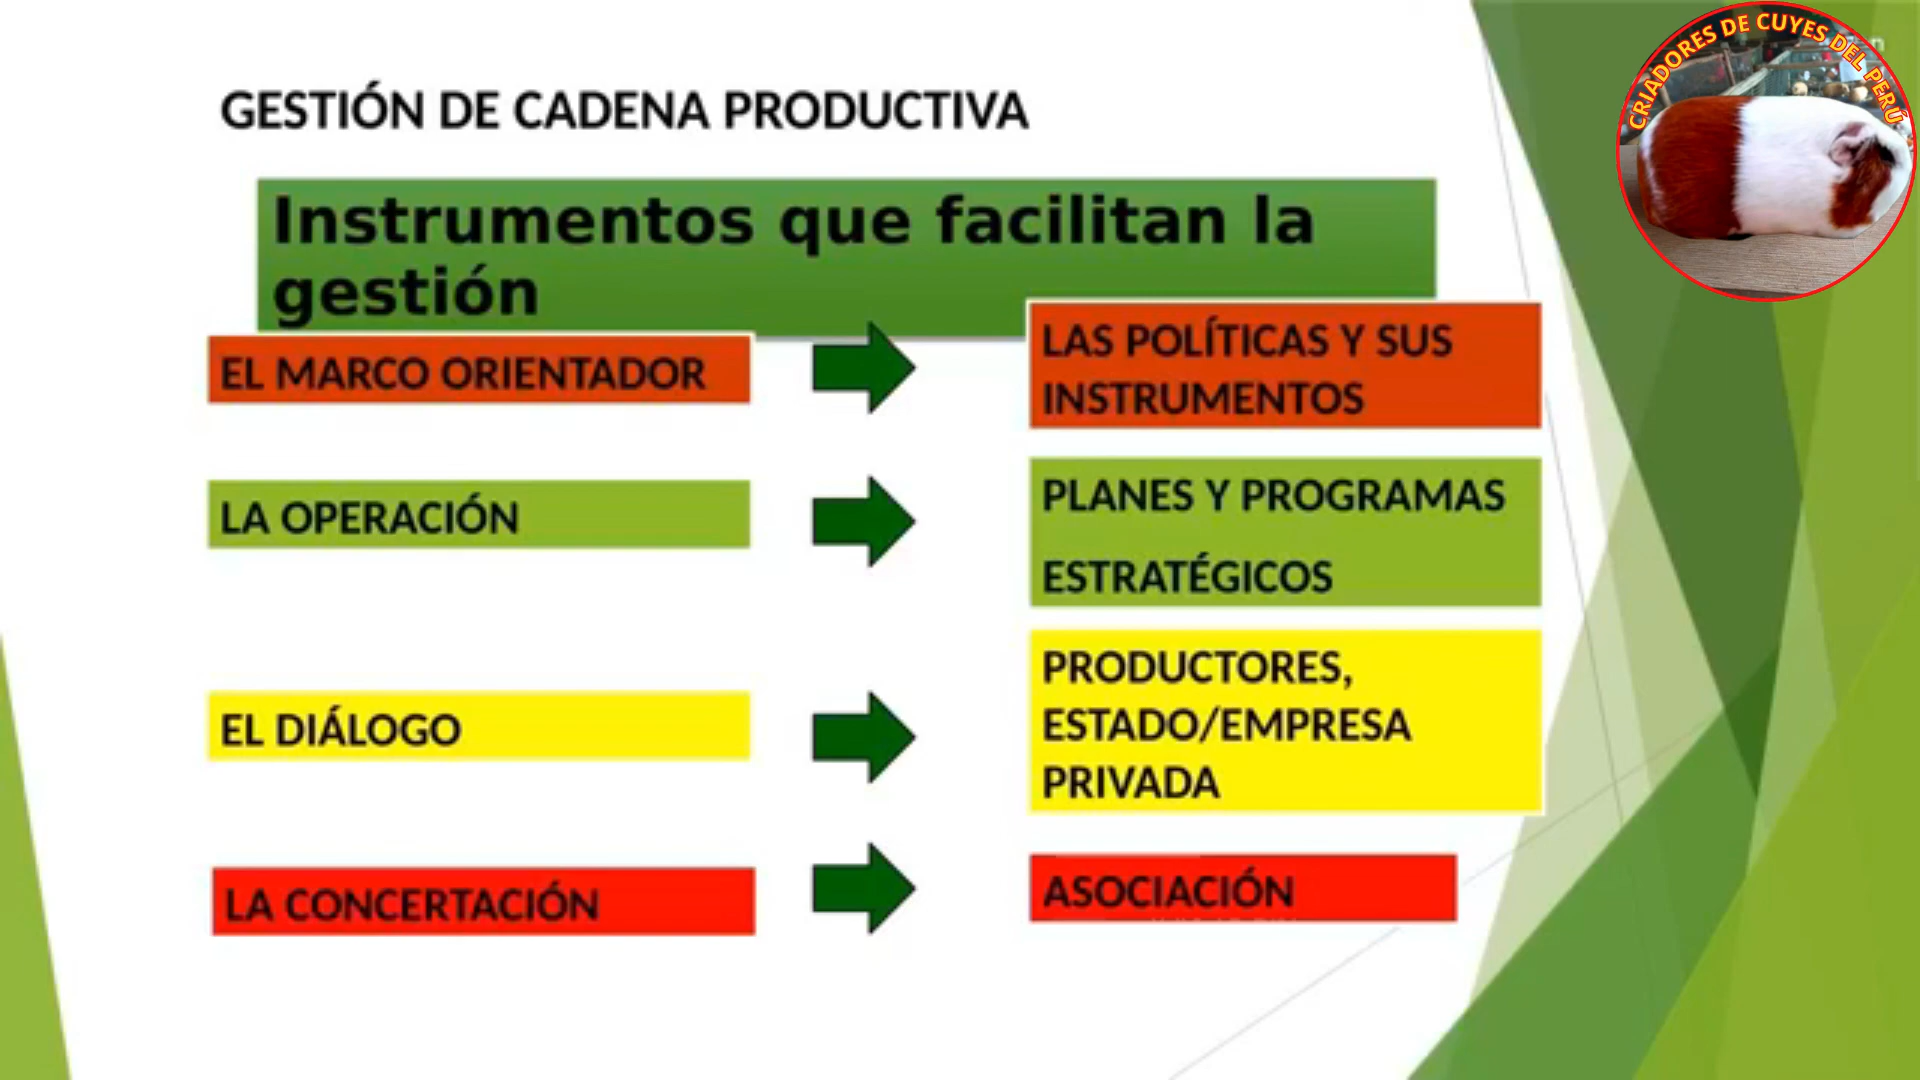 CRIADORES DE CUYES DEL PERÚ
GESTIÓN DE CADENA PRODUCTIVA
Instrumentos que facilitan la
gestión
EL MARCO ORIENTADOR
LAS POLÍTICAS Y SUS
INSTRUMENTOS
LA OPERACIÓN
PLANES Y PROGRAMAS
ESTRATÉGICOS
EL DIÁLOGO
PRODUCTORES,
ESTADO/EMPRESA
PRIVADA
LA CONCERTACIÓN
ASOCIACIÓN